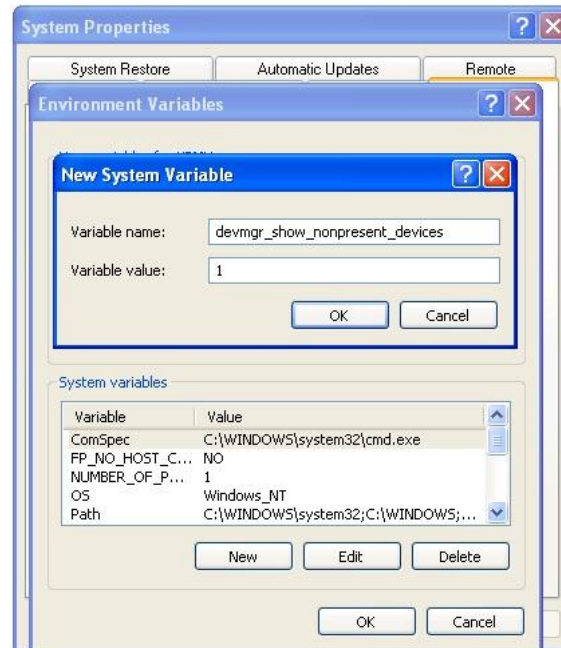 System Properties
System Restore Automatic Updates Remote
Environment Variables
New System Variable
Variable name: devmgr_show_nonpresent_devices
Variable value: 1
OK Cancel
System variables
Variable Value
ComSpec C:\WINDOWS\system32\cmd.exe
FP_NO_HOST_C... NO
NUMBER_OF_P... 1
OS Windows_NT
Path C:\WINDOWS\system32;C:\WINDOWS;...
New Edit Delete
OK Cancel